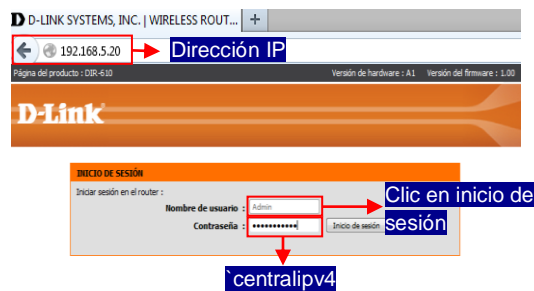 D-LINK SYSTEMS, INC. | WIRELESS ROUT... +
192.168.5.20
Dirección IP
Página del producto : DIR-610 Versión de hardware : A1 Versión del firmware : 1.00
D-Link
INICIO DE SESIÓN
Iniciar sesión en el router :
Nombre de usuario : Admin
Contraseña : ••••••••••• Inicio de sesión
Clic en inicio de
sesión
`centralipv4